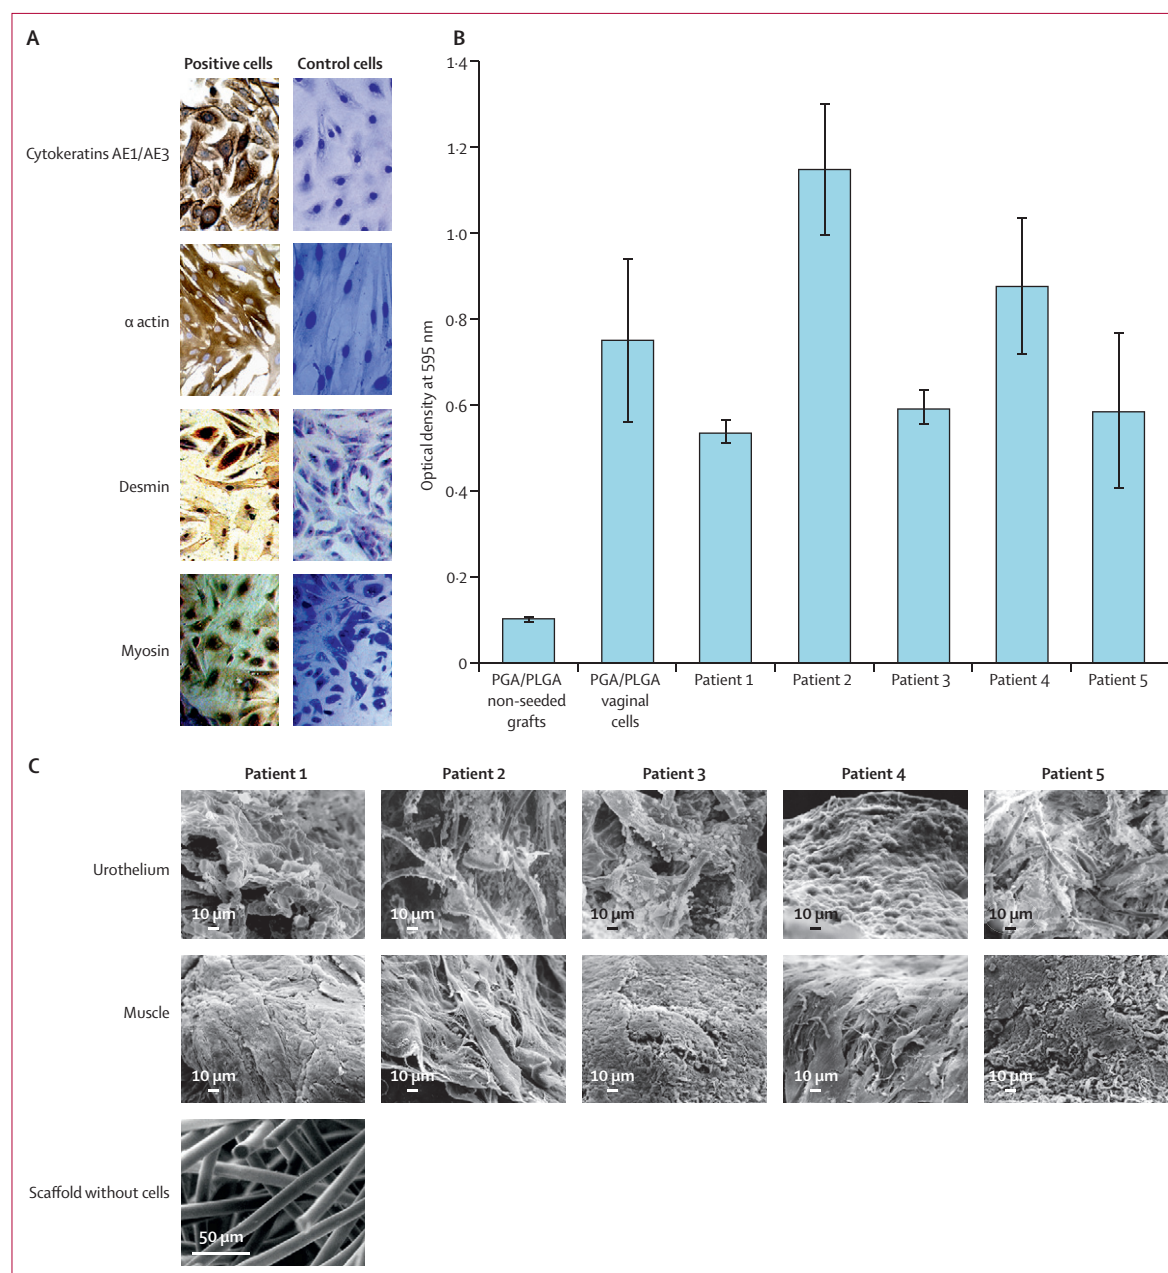 A
Positive cells
Control cells
Cytokeratins AE1/AE3
α actin
Desmin
Myosin
B
Optical density at 595 nm
1·4
1·2
1·0
0·8
0·6
0·4
0·2
0
PGA/PLGA
non-seeded
grafts
PGA/PLGA
vaginal
cells
Patient 1
Patient 2
Patient 3
Patient 4
Patient 5
C
Patient 1
Patient 2
Patient 3
Patient 4
Patient 5
Urothelium
10 μm
10 μm
10 μm
10 μm
10 μm
Muscle
10 μm
10 μm
10 μm
10 μm
10 μm
Scaffold without cells
50 μm